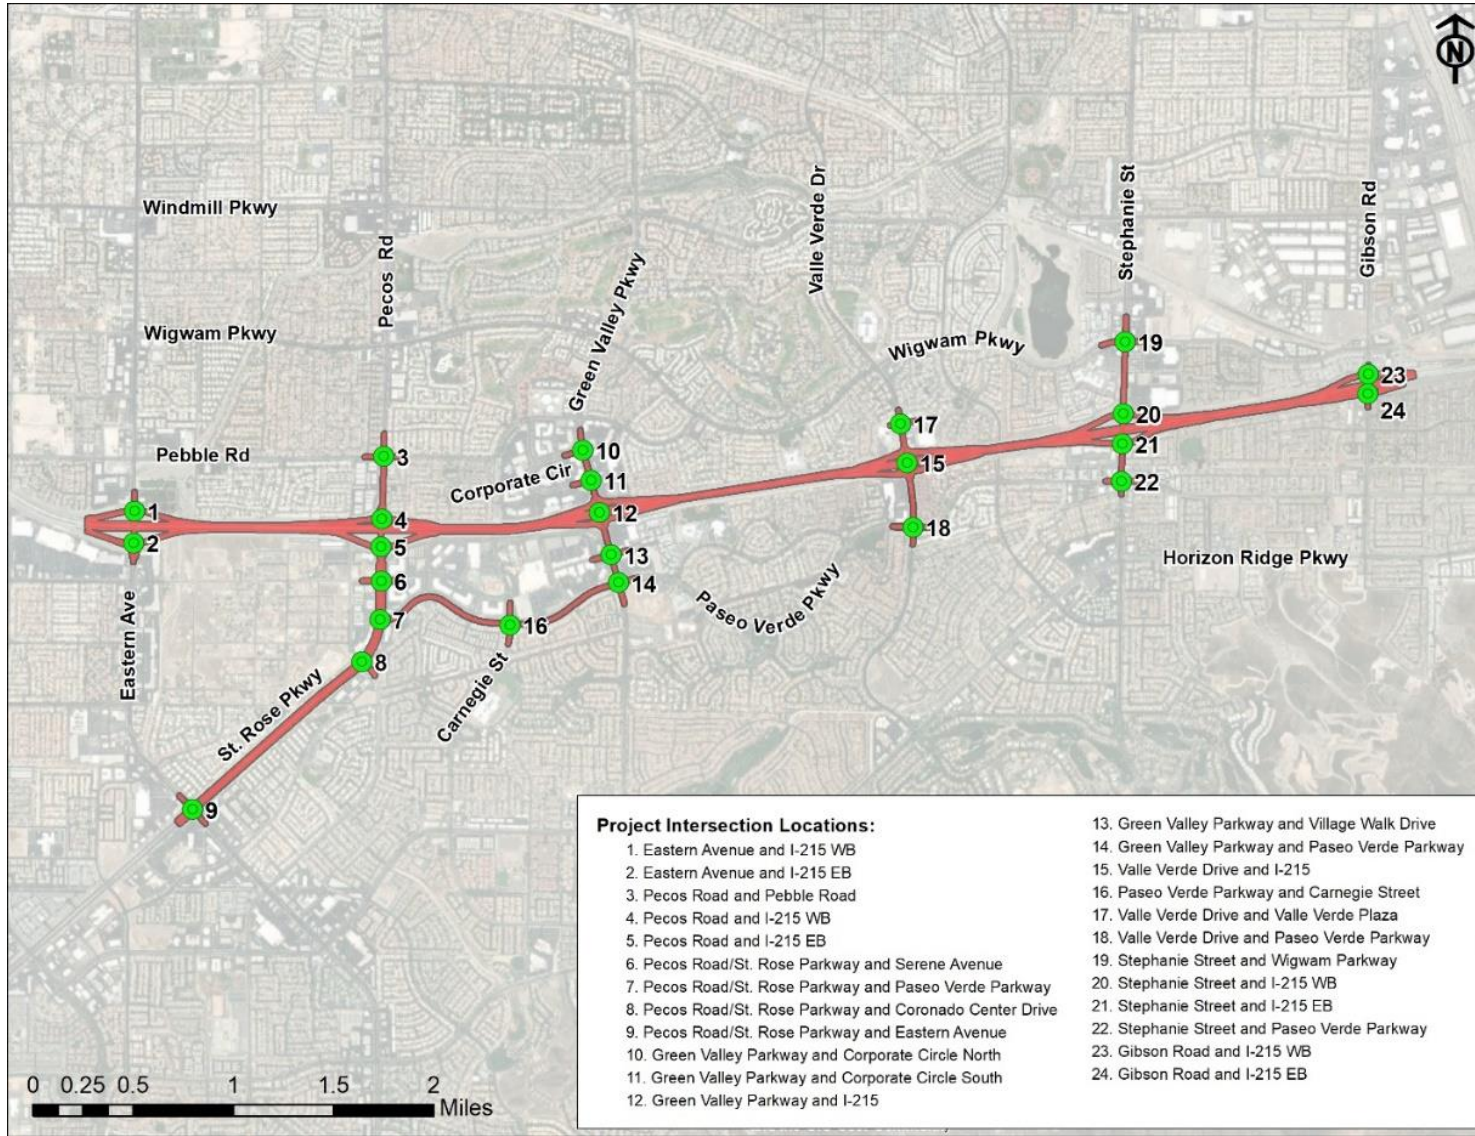 N
Windmill Pkwy
Pecos Rd
Valle Verde Dr
Stephanie St
Gibson Rd
Wigwam Pkwy
Green Valley Pkwy
Wigwam Pkwy
19
23
24
20
17
21
Pebble Rd
3
10
15
Corporate Cir
11
22
1
4
12
18
2
5
13
Horizon Ridge Pkwy
6
14
Paseo Verde Pkwy
7
16
Eastern Ave
8
Carnegie St
St. Rose Pkwy
9
Project Intersection Locations:
1. Eastern Avenue and I-215 WB
2. Eastern Avenue and I-215 EB
3. Pecos Road and Pebble Road
4. Pecos Road and I-215 WB
5. Pecos Road and I-215 EB
6. Pecos Road/St. Rose Parkway and Serene Avenue
7. Pecos Road/St. Rose Parkway and Paseo Verde Parkway
8. Pecos Road/St. Rose Parkway and Coronado Center Drive
9. Pecos Road/St. Rose Parkway and Eastern Avenue
10. Green Valley Parkway and Corporate Circle North
11. Green Valley Parkway and Corporate Circle South
12. Green Valley Parkway and I-215
13. Green Valley Parkway and Village Walk Drive
14. Green Valley Parkway and Paseo Verde Parkway
15. Valle Verde Drive and I-215
16. Paseo Verde Parkway and Carnegie Street
17. Valle Verde Drive and Valle Verde Plaza
18. Valle Verde Drive and Paseo Verde Parkway
19. Stephanie Street and Wigwam Parkway
20. Stephanie Street and I-215 WB
21. Stephanie Street and I-215 EB
22. Stephanie Street and Paseo Verde Parkway
23. Gibson Road and I-215 WB
24. Gibson Road and I-215 EB
0 0.25 0.5 1 1.5 2
Miles